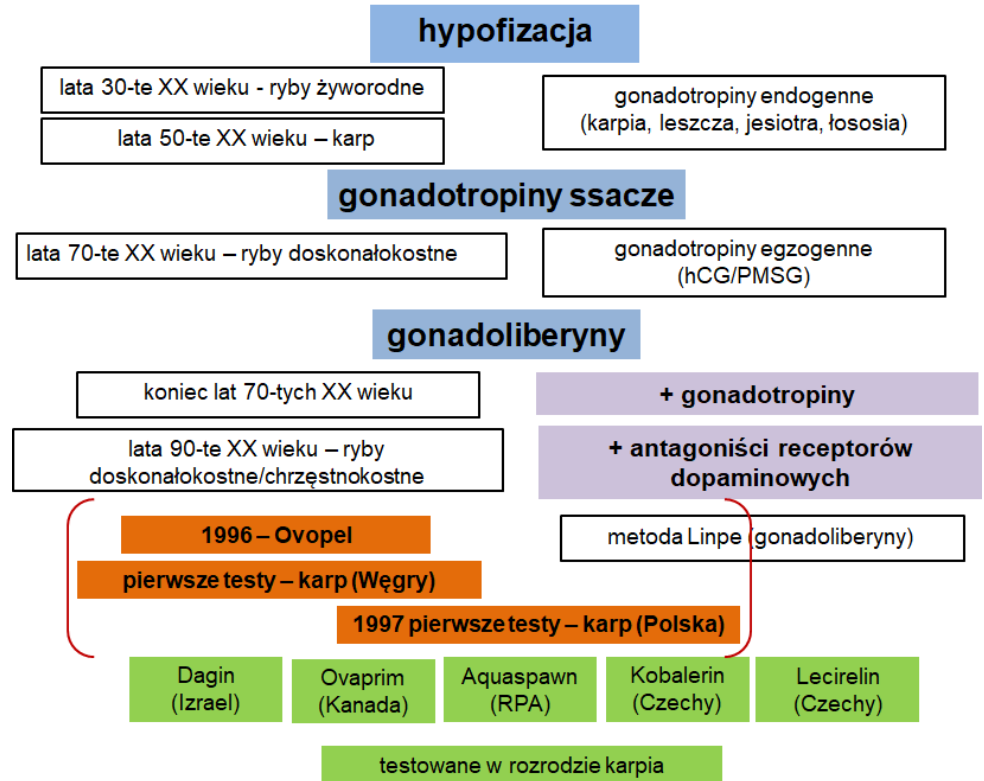 hypofizacja
lata 30-te XX wieku - ryby żyworodne
lata 50-te XX wieku – karp
gonadotropiny endogenne
(karpia, leszcza, jesiotra, łososia)
gonadotropiny ssacze
lata 70-te XX wieku – ryby doskonałokostne
gonadotropiny egzogenne
(hCG/PMSG)
gonadoliberyny
koniec lat 70-tych XX wieku
+ gonadotropiny
lata 90-te XX wieku – ryby
doskonałokostne/chrzęstnokostne
+ antagoniści receptorów
dopaminowych
1996 – Ovopel
metoda Linpe (gonadoliberyny)
pierwsze testy – karp (Węgry)
1997 pierwsze testy – karp (Polska)
Dagin
(Izrael)
Ovaprim
(Kanada)
Aquaspawn
(RPA)
Kobalerin
(Czechy)
Lecirelin
(Czechy)
testowane w rozrodzie karpia